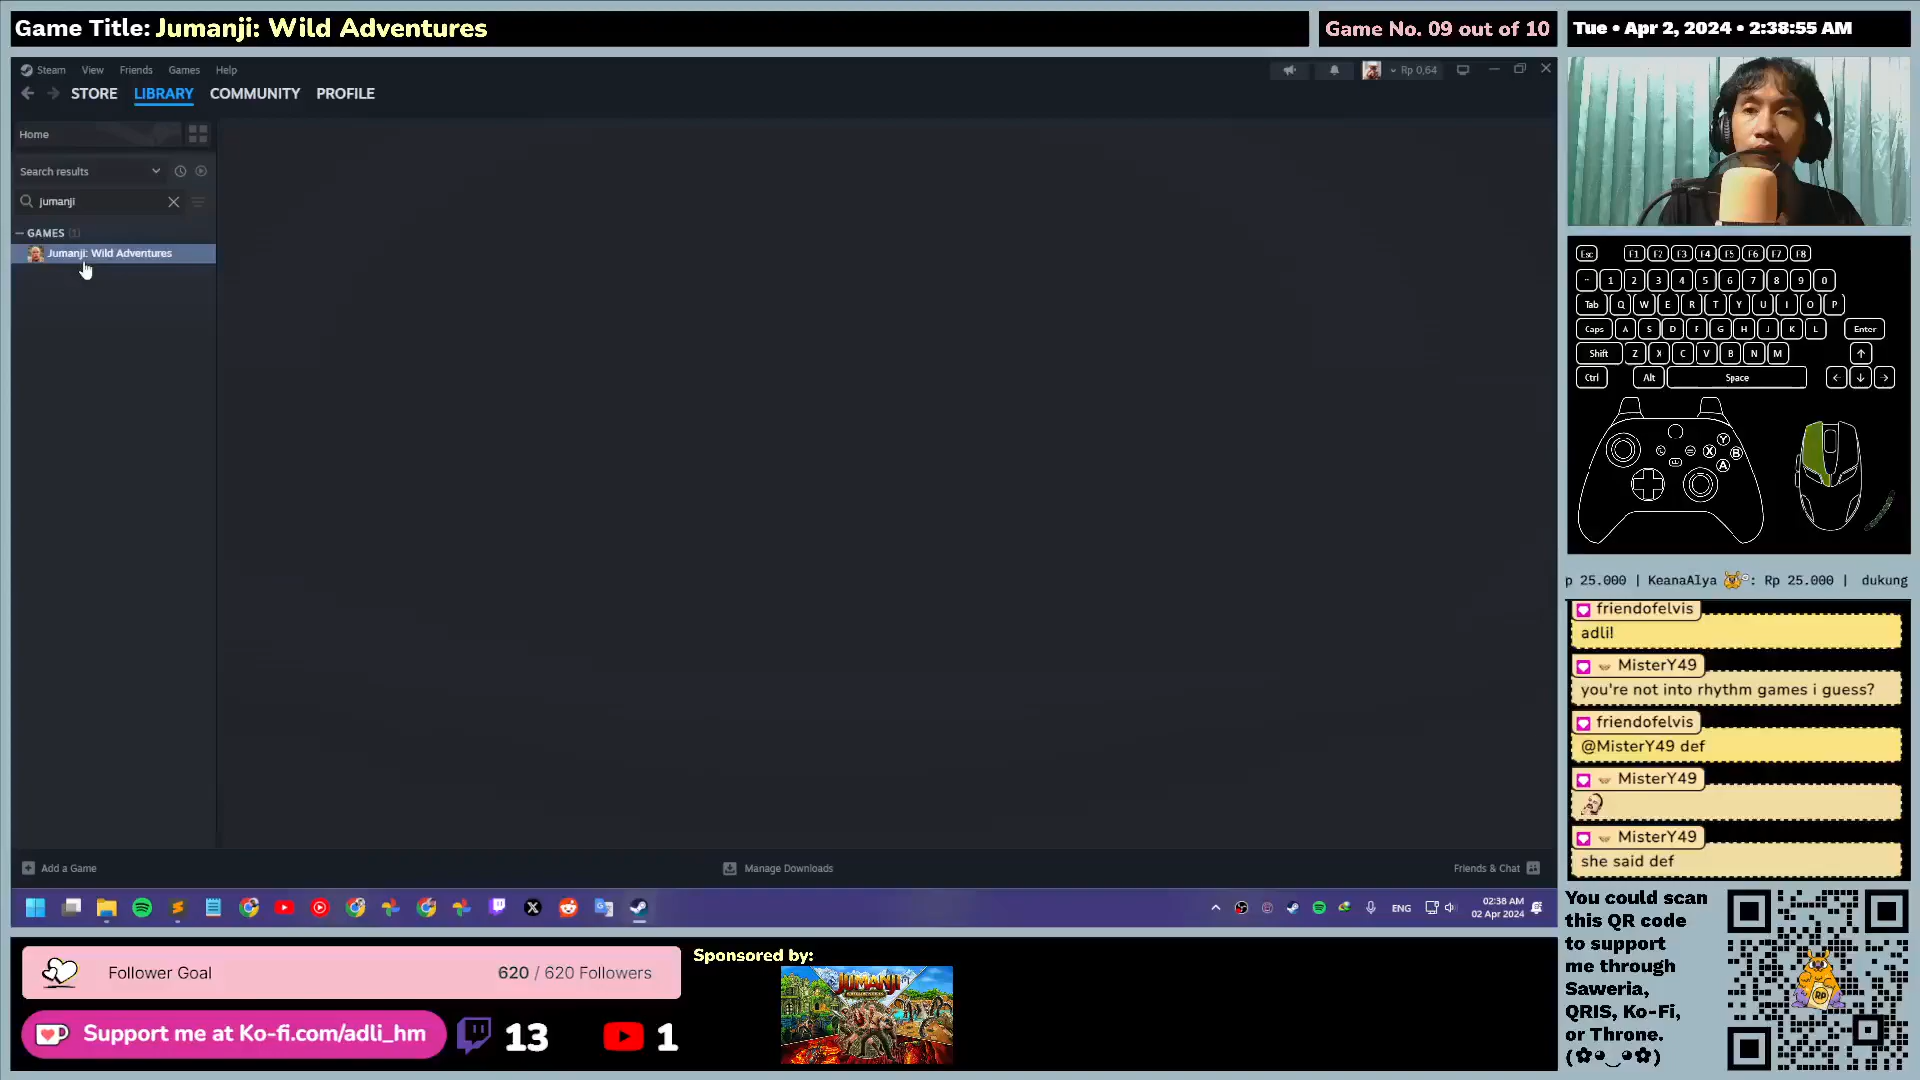 Game Title: Jumanji: Wild Adventures
Game No. 09 out of 10
Tue • Apr 2, 2024 • 2:38:55 AM
Steam View Friends Games Help
Rp 0,64
STORE LIBRARY COMMUNITY PROFILE
Home
Search results
jumanji
GAMES (1)
Jumanji: Wild Adventures
Add a Game
Manage Downloads
Friends & Chat
ENG
02:38 AM
02 Apr 2024
Follower Goal
620 / 620 Followers
Support me at Ko-fi.com/adli_hm
13
1
Sponsored by:
JUMANJI
Esc F1 F2 F3 F4 F5 F6 F7 F8
~ 1 2 3 4 5 6 7 8 9 0
Tab Q W E R T Y U I O P
Caps A S D F G H J K L Enter
Shift Z X C V B N M ↑
Ctrl Alt Space ← ↓ →
Y
X B
A
p 25.000 | KeanaAlya : Rp 25.000 | dukung
friendofelvis
adli!
MisterY49
you're not into rhythm games i guess?
friendofelvis
@MisterY49 def
MisterY49
MisterY49
she said def
You could scan
this QR code
to support
me through
Saweria,
QRIS, Ko-Fi,
or Throne.
(✿◕‿◕✿)
RP